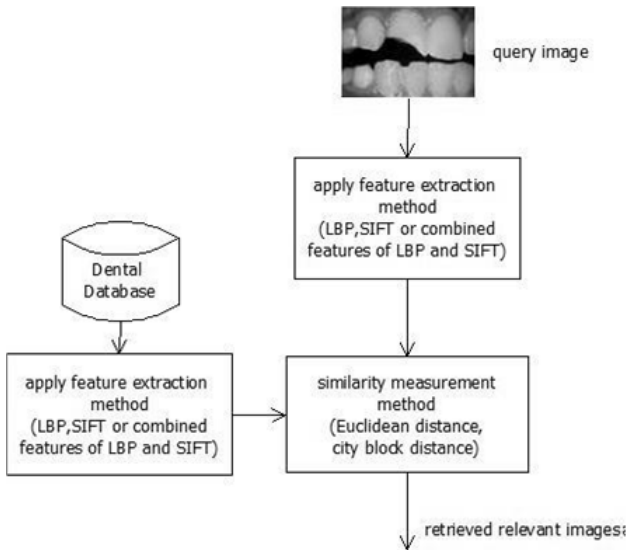 query image
apply feature extraction
method
(LBP,SIFT or combined
features of LBP and SIFT)
Dental
Database
apply feature extraction
method
(LBP,SIFT or combined
features of LBP and SIFT)
similarity measurement
method
(Euclidean distance,
city block distance)
retrieved relevant images